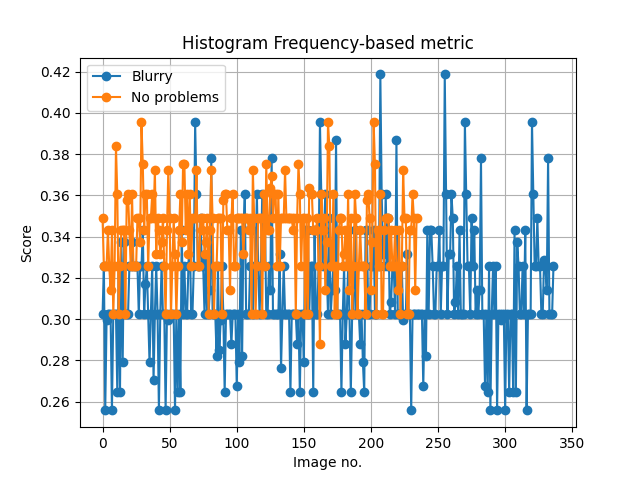 Histogram Frequency-based metric
Blurry
No problems
0.42
0.40
0.38
0.36
0.34
0.32
0.30
0.28
0.26
Score
0 50 100 150 200 250 300 350
Image no.